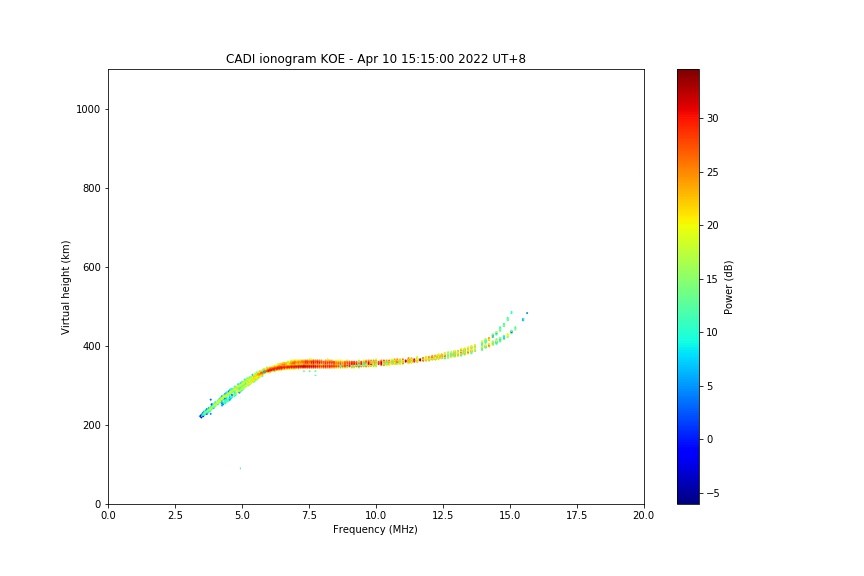 CADI ionogram KOE - Apr 10 15:15:00 2022 UT+8
Virtual height (km)
1000
800
600
400
200
0
0.0 2.5 5.0 7.5 10.0 12.5 15.0 17.5 20.0
Frequency (MHz)
30
25
20
15
10
5
0
−5
Power (dB)